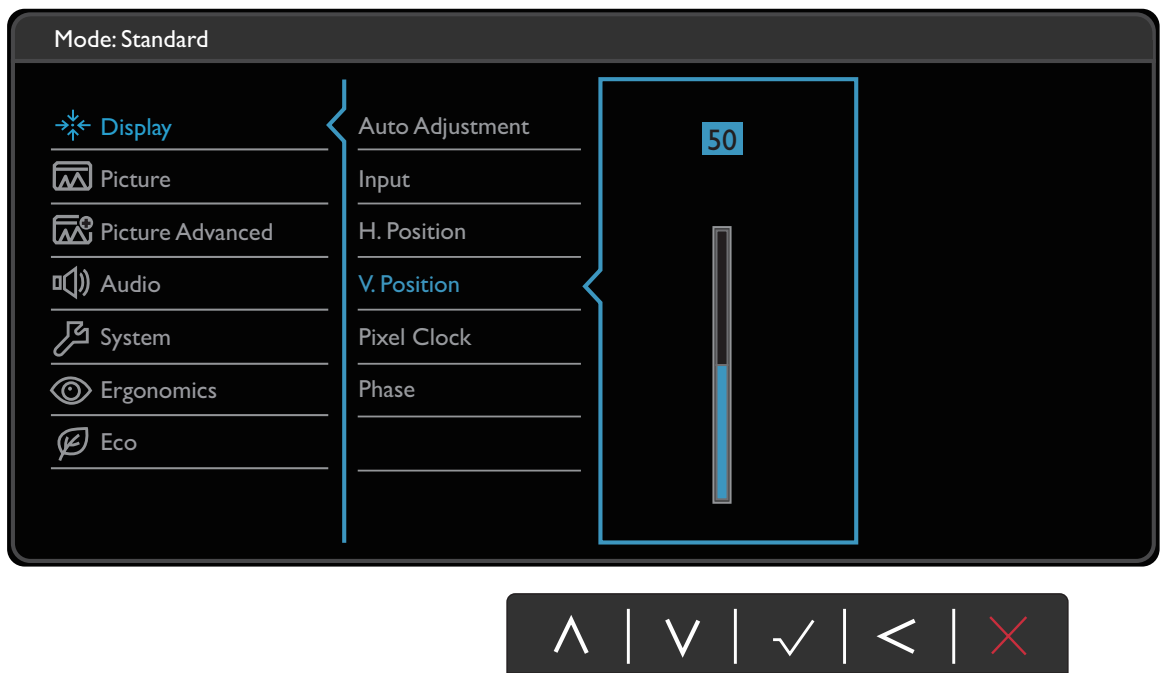 Mode: Standard
Display
Picture
Picture Advanced
Audio
System
Ergonomics
Eco
Auto Adjustment
Input
H. Position
V. Position
Pixel Clock
Phase
50